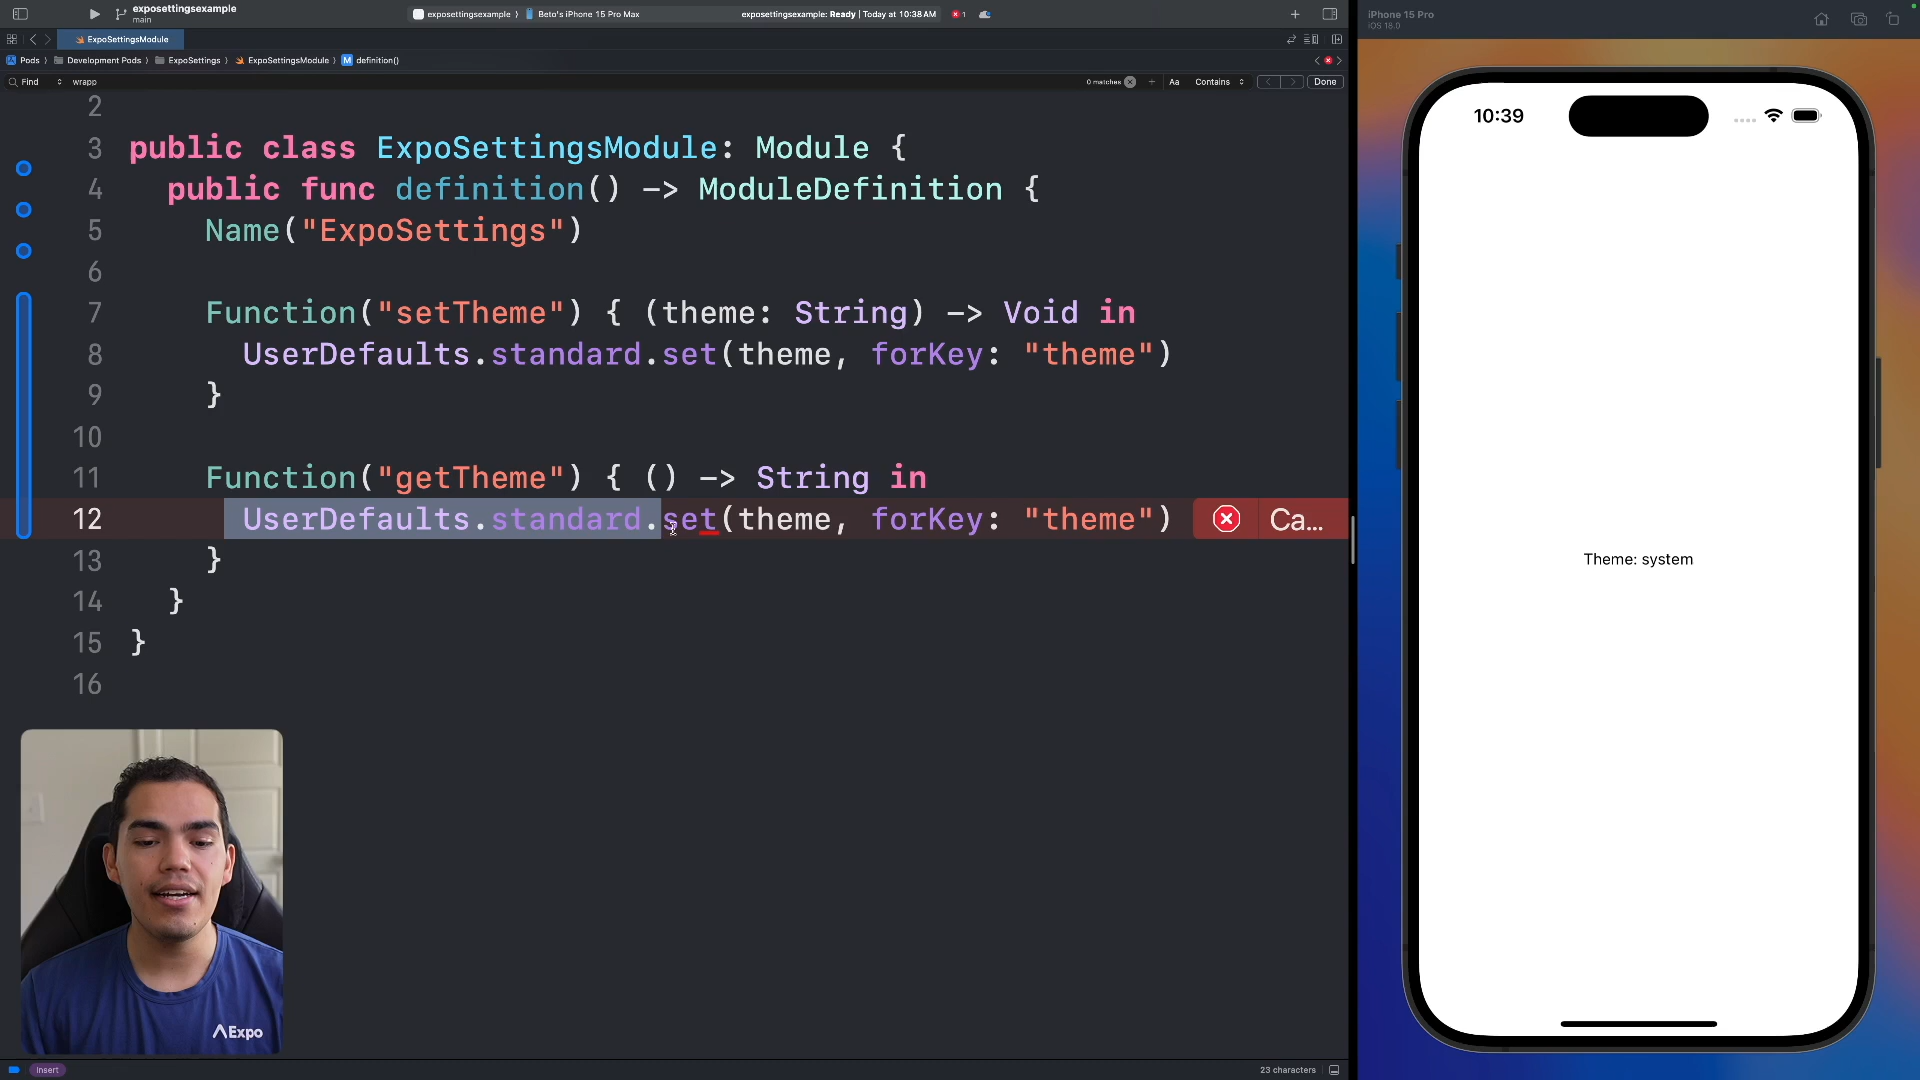 exposettingsexample
main
exposettingsexample
Beto's iPhone 15 Pro Max
exposettingsexample: Ready | Today at 10:38 AM
1
ExpoSettingsModule
Pods
Development Pods
ExpoSettings
ExpoSettingsModule
M definition()
Find
wrapp
0 matches
Aa
Contains
Done
2
3 public class ExpoSettingsModule: Module {
4 public func definition() -> ModuleDefinition {
5 Name("ExpoSettings")
6
7 Function("setTheme") { (theme: String) -> Void in
8 UserDefaults.standard.set(theme, forKey: "theme")
9 }
10
11 Function("getTheme") { () -> String in
12 UserDefaults.standard.set(theme, forKey: "theme") Ca...
13 }
14 }
15 }
16
Expo
Insert
23 characters
iPhone 15 Pro
iOS 18.0
10:39
Theme: system